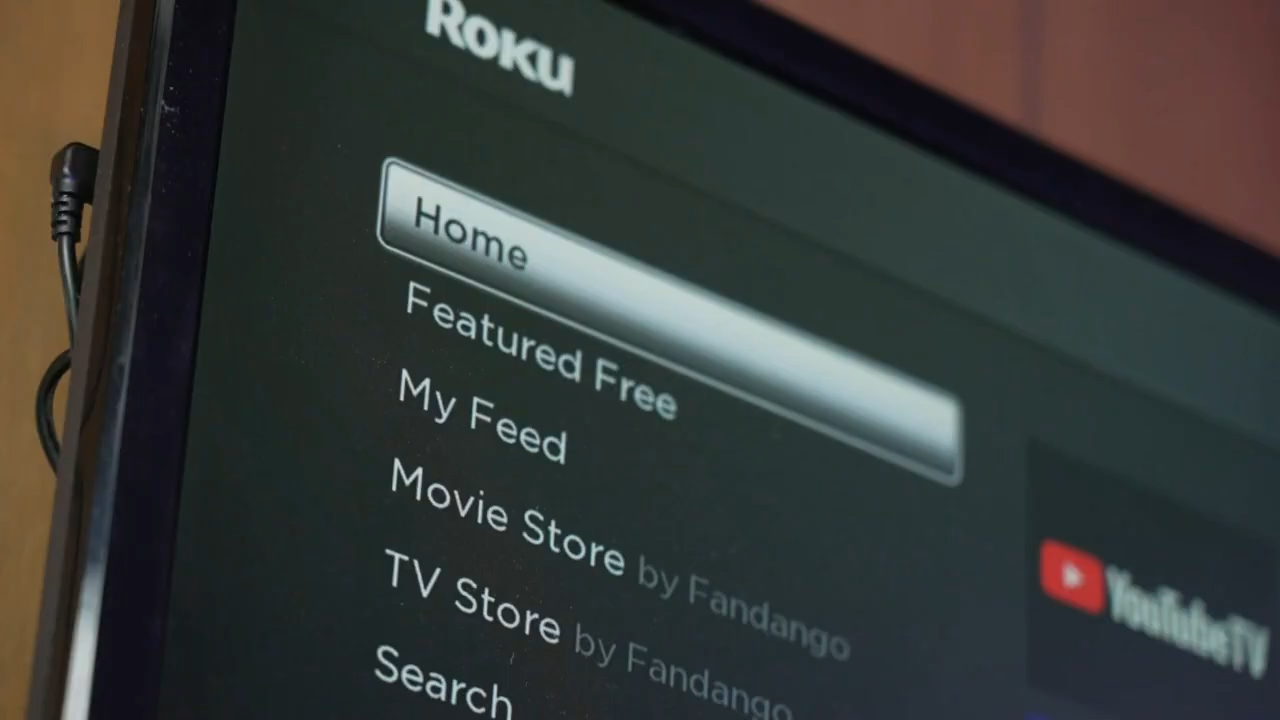 Roku
Home
Featured Free
My Feed
Movie Store by Fandango
TV Store by Fandango
Search
YouTubeTV